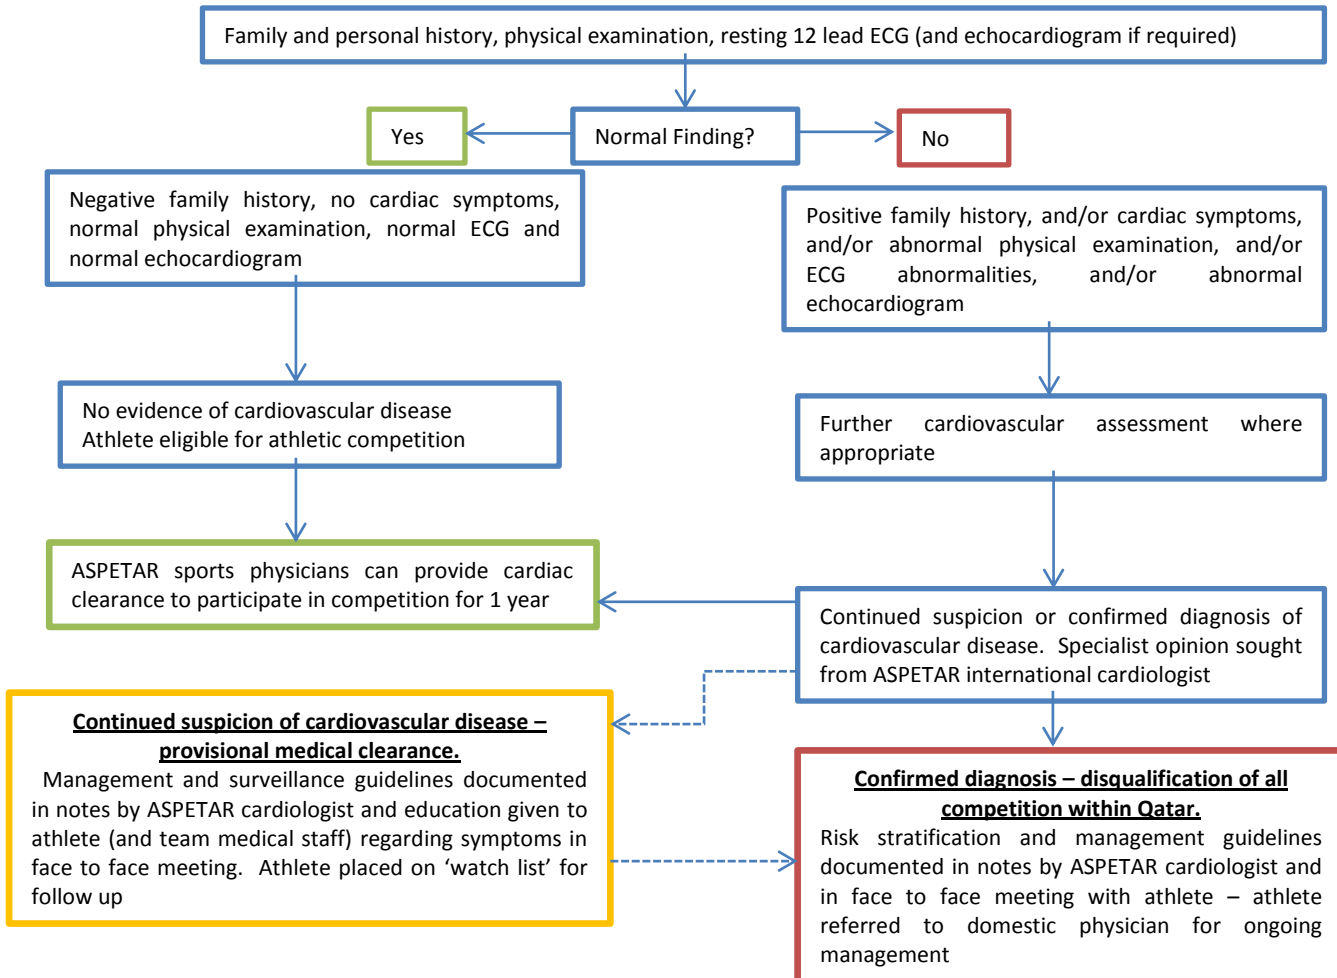 Family and personal history, physical examination, resting 12 lead ECG (and echocardiogram if required)
Yes
Normal Finding?
No
Negative family history, no cardiac symptoms,
normal physical examination, normal ECG and
normal echocardiogram
Positive family history, and/or cardiac symptoms,
and/or abnormal physical examination, and/or
ECG abnormalities, and/or abnormal
echocardiogram
No evidence of cardiovascular disease
Athlete eligible for athletic competition
Further cardiovascular assessment where
appropriate
ASPETAR sports physicians can provide cardiac
clearance to participate in competition for 1 year
Continued suspicion or confirmed diagnosis of
cardiovascular disease. Specialist opinion sought
from ASPETAR international cardiologist
Continued suspicion of cardiovascular disease –
provisional medical clearance.
Management and surveillance guidelines documented
in notes by ASPETAR cardiologist and education given to
athlete (and team medical staff) regarding symptoms in
face to face meeting. Athlete placed on ‘watch list’ for
follow up
Confirmed diagnosis – disqualification of all
competition within Qatar.
Risk stratification and management guidelines
documented in notes by ASPETAR cardiologist and
in face to face meeting with athlete – athlete
referred to domestic physician for ongoing
management